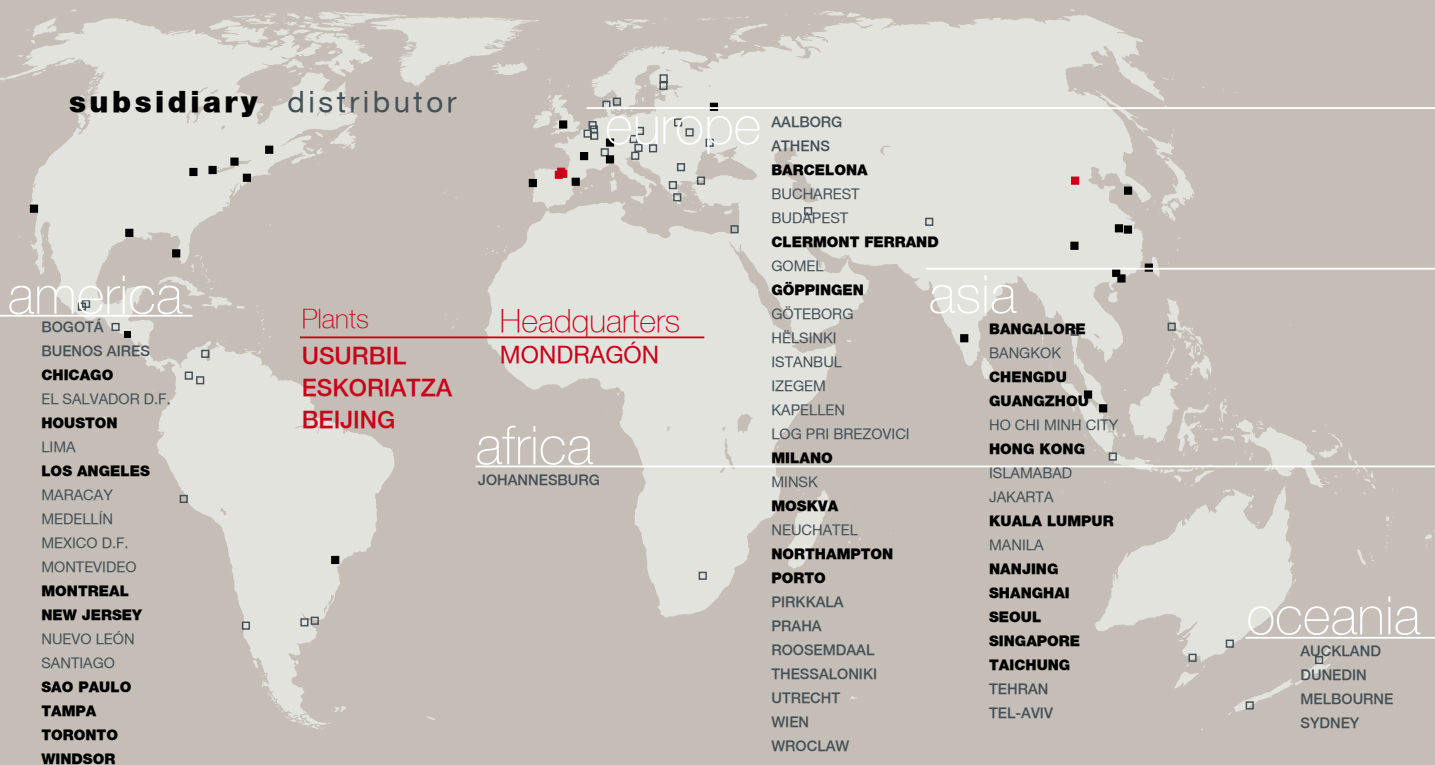 subsidiary distributor
america
BOGOTÁ
BUENOS AIRES
CHICAGO
EL SALVADOR D.F.
HOUSTON
LIMA
LOS ANGELES
MARACAY
MEDELLÍN
MEXICO D.F.
MONTEVIDEO
MONTREAL
NEW JERSEY
NUEVO LEÓN
SANTIAGO
SAO PAULO
TAMPA
TORONTO
WINDSOR
Plants
USURBIL
ESKORIATZA
BEIJING
Headquarters
MONDRAGÓN
africa
JOHANNESBURG
europe
AALBORG
ATHENS
BARCELONA
BUCHAREST
BUDAPEST
CLERMONT FERRAND
GOMEL
GÖPPINGEN
GÖTEBORG
HËLSINKI
ISTANBUL
IZEGEM
KAPELLEN
LOG PRI BREZOVICI
MILANO
MINSK
MOSKVA
NEUCHATEL
NORTHAMPTON
PORTO
PIRKKALA
PRAHA
ROOSEMDAAL
THESSALONIKI
UTRECHT
WIEN
WROCLAW
asia
BANGALORE
BANGKOK
CHENGDU
GUANGZHOU
HO CHI MINH CITY
HONG KONG
ISLAMABAD
JAKARTA
KUALA LUMPUR
MANILA
NANJING
SHANGHAI
SEOUL
SINGAPORE
TAICHUNG
TEHRAN
TEL-AVIV
oceania
AUCKLAND
DUNEDIN
MELBOURNE
SYDNEY